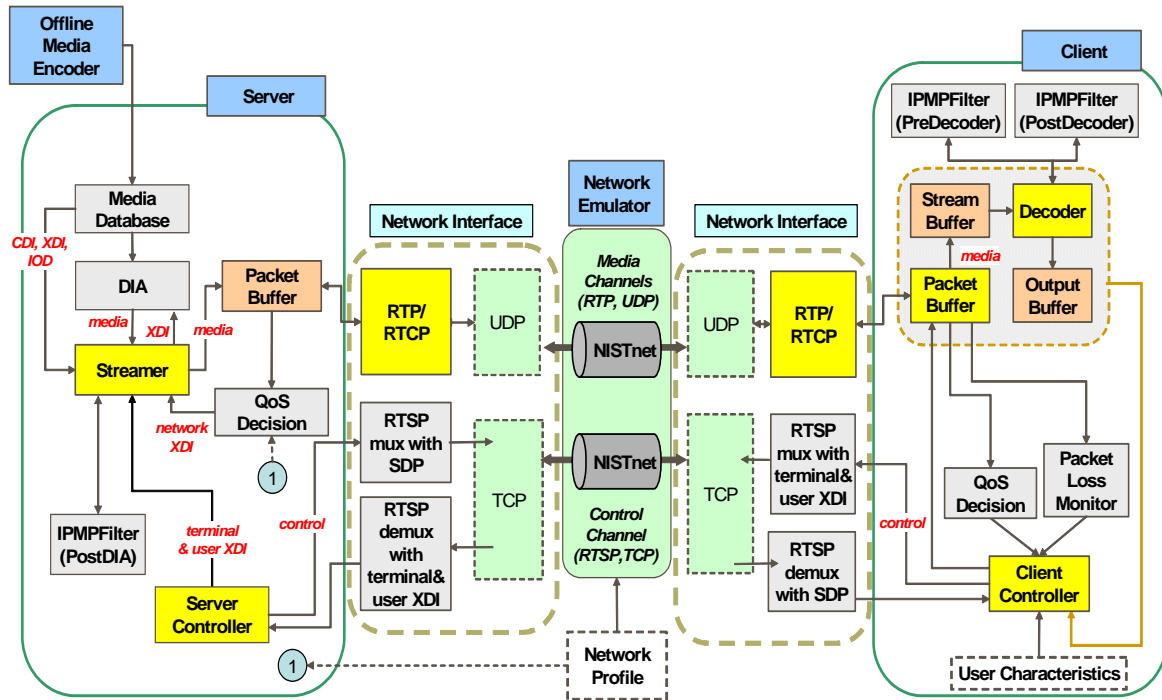 Offline
Media
Encoder
Server
Media
Database
CDI, XDI,
IOD
DIA
media
XDI
media
Packet
Buffer
Streamer
network
XDI
QoS
Decision
1
IPMPFilter
(PostDIA)
terminal
& user XDI
control
Server
Controller
1
Network Interface
RTP/
RTCP
UDP
RTSP
mux with
SDP
TCP
RTSP
demux
with
terminal&
user XDI
Network
Emulator
Media
Channels
(RTP, UDP)
NISTnet
NISTnet
Control
Channel
(RTSP,TCP)
Network
Profile
Network Interface
UDP
RTP/
RTCP
TCP
RTSP
mux with
terminal&
user XDI
RTSP
demux
with SDP
control
Client
IPMPFilter
(PreDecoder)
IPMPFilter
(PostDecoder)
Stream
Buffer
Decoder
media
Packet
Buffer
Output
Buffer
QoS
Decision
Packet
Loss
Monitor
Client
Controller
User Characteristics